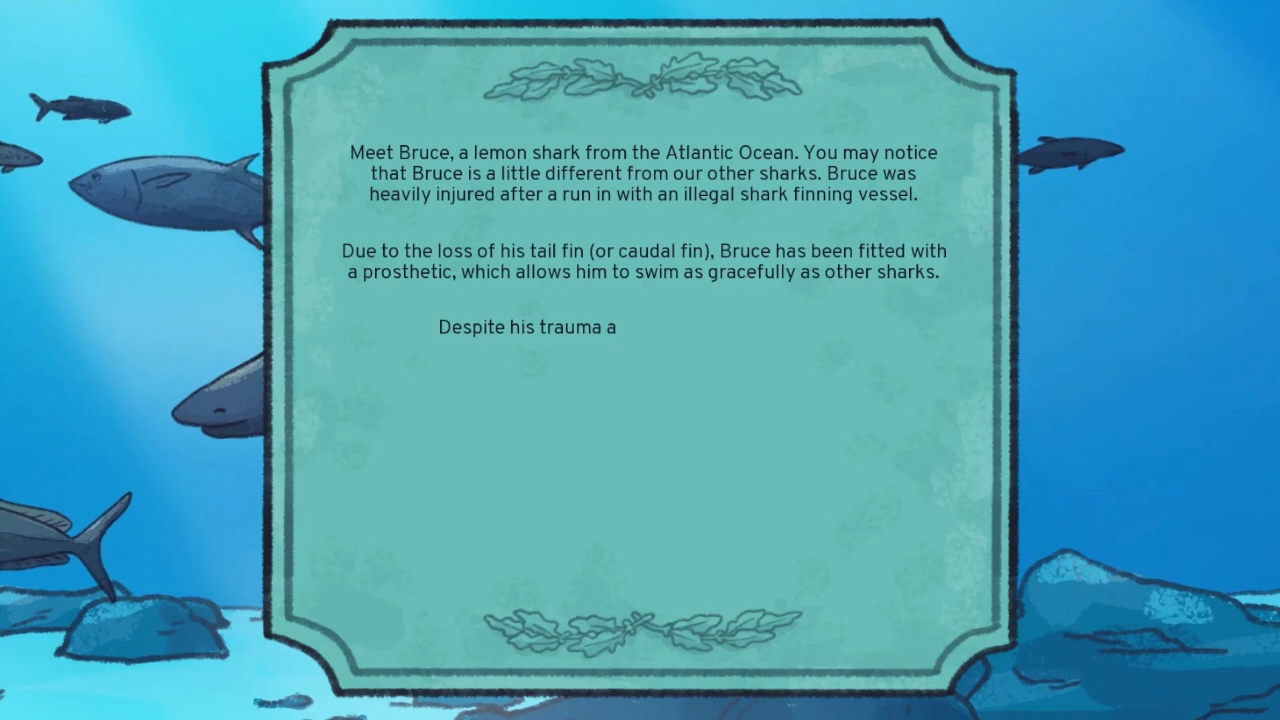 Meet Bruce, a lemon shark from the Atlantic Ocean. You may notice
that Bruce is a little different from our other sharks. Bruce was
heavily injured after a run in with an illegal shark finning vessel.
Due to the loss of his tail fin (or caudal fin), Bruce has been fitted with
a prosthetic, which allows him to swim as gracefully as other sharks.
Despite his trauma a